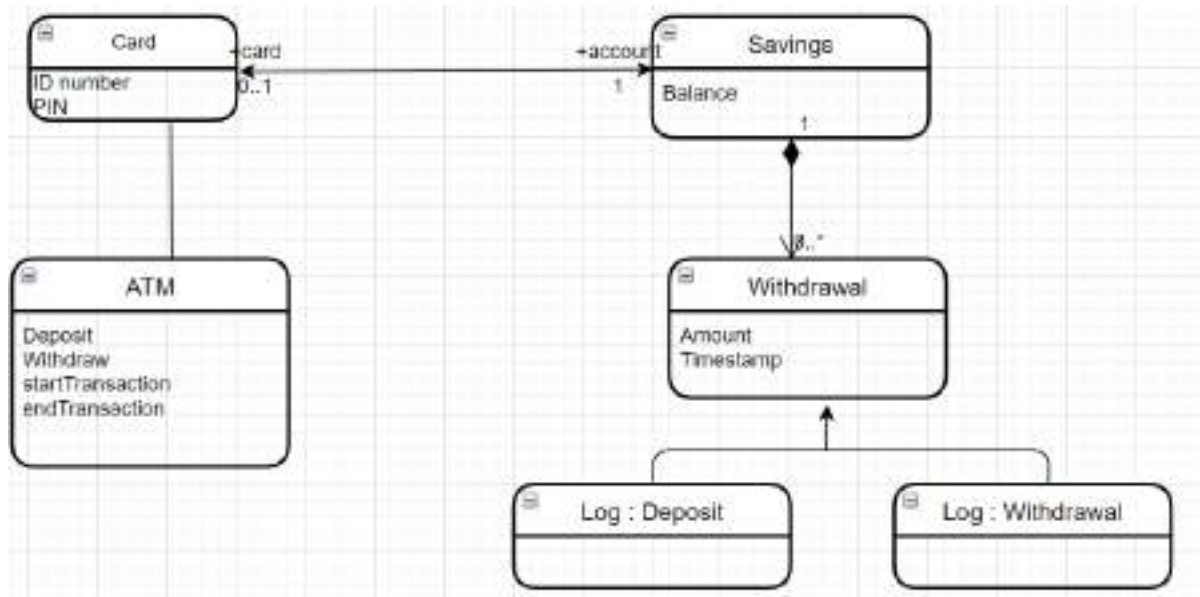 Card
ID number
PIN
+card
0..1
+account
1
Savings
Balance
1
0..*
ATM
Deposit
Withdraw
startTransaction
endTransaction
Withdrawal
Amount
Timestamp
Log : Deposit
Log : Withdrawal